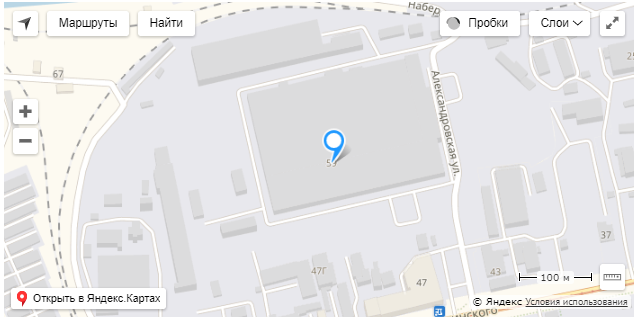 Маршруты
Найти
Набер
Пробки
Слои
67
Александровская ул.
47Г
43
47
37
100 м
Открыть в Яндекс.Картах
нского
© Яндекс Условия использования